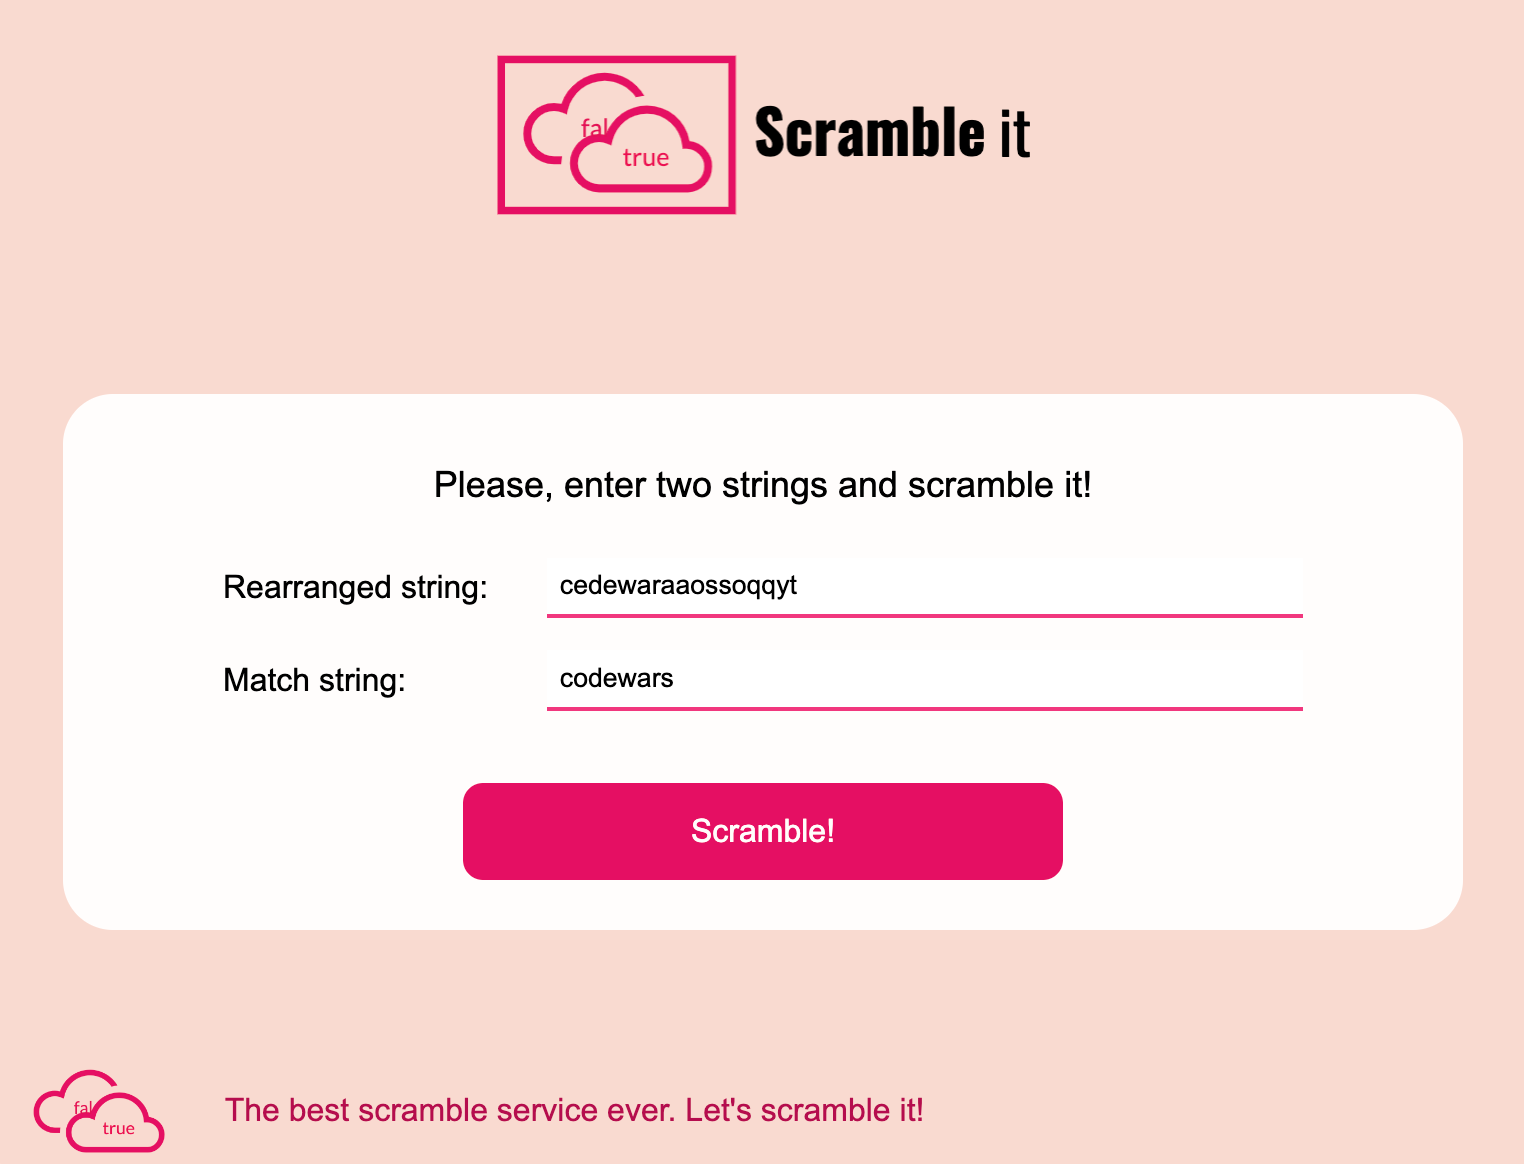 fal
true
Scramble it
Please, enter two strings and scramble it!
Rearranged string: cedewaraaossoqqyt
Match string: codewars
Scramble!
fal
true
The best scramble service ever. Let's scramble it!